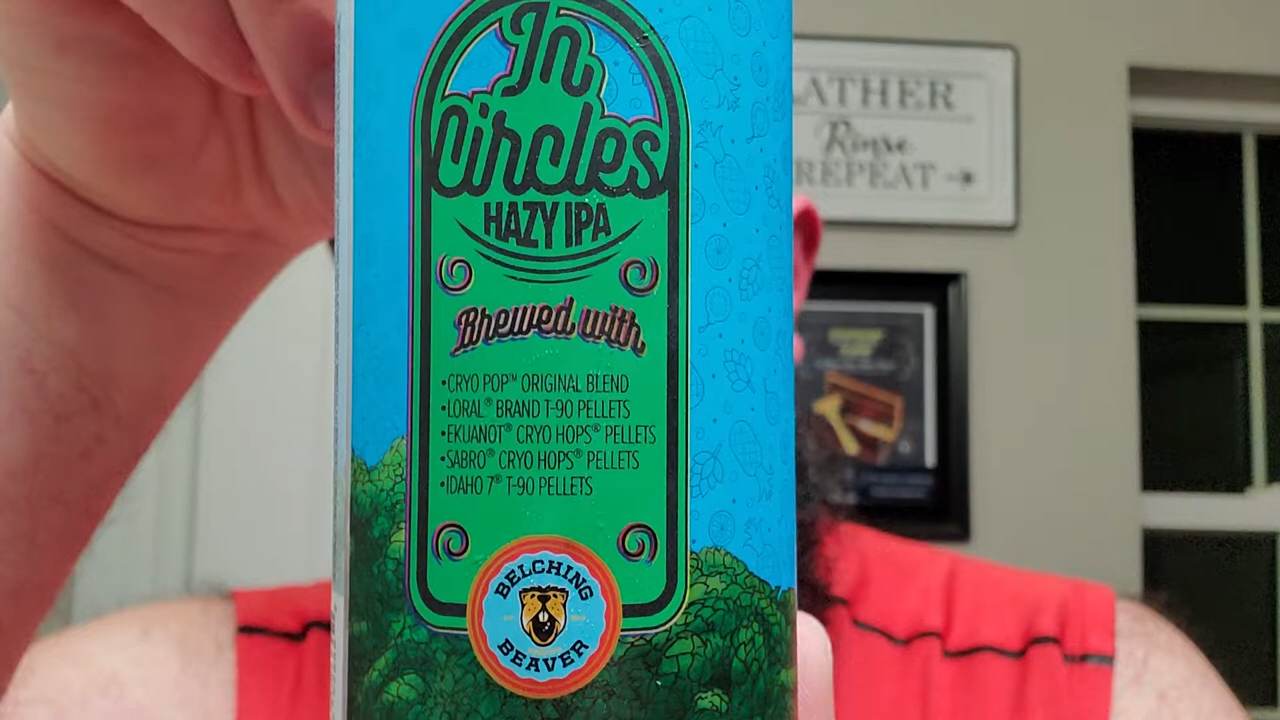 In
Circles
HAZY IPA
Brewed with
•CRYO POP™ ORIGINAL BLEND
•LORAL® BRAND T-90 PELLETS
•EKUANOT® CRYO HOPS® PELLETS
•SABRO® CRYO HOPS® PELLETS
•IDAHO 7® T-90 PELLETS
BELCHING
BEAVER
ATHER
Rinse
REPEAT →